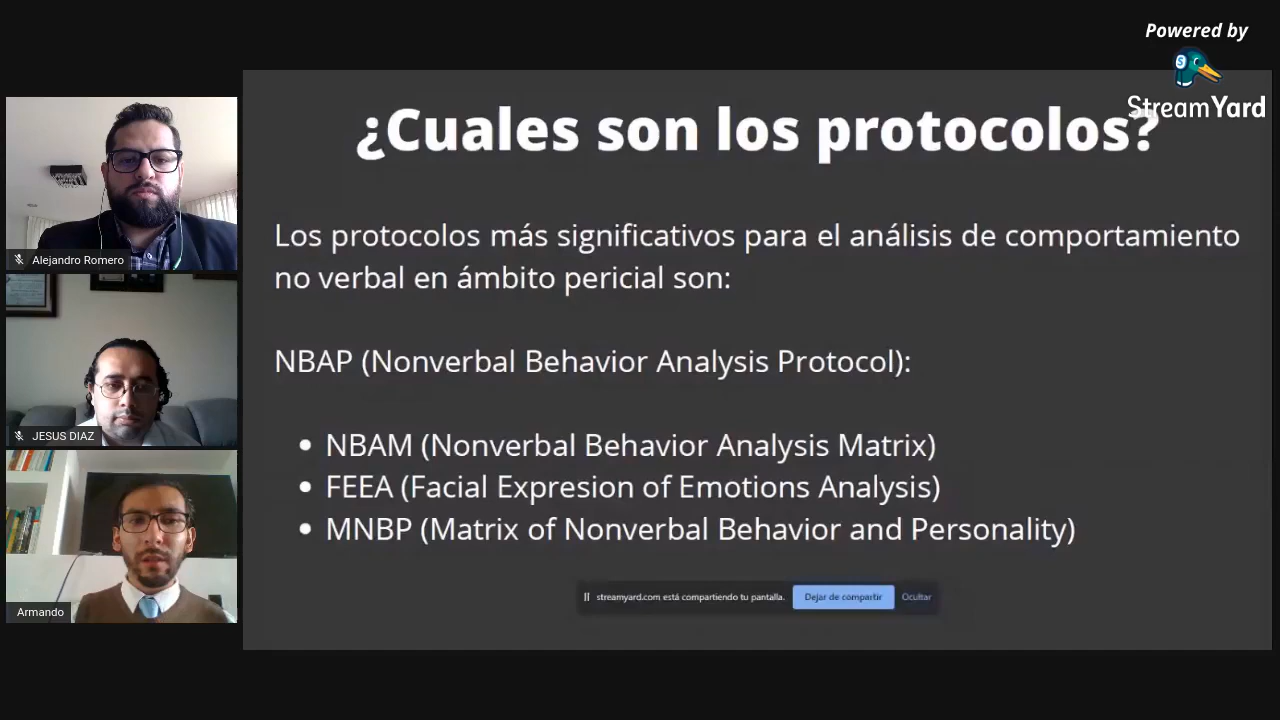 Powered by
StreamYard
¿Cuales son los protocolos?
Los protocolos más significativos para el análisis de comportamiento
no verbal en ámbito pericial son:
NBAP (Nonverbal Behavior Analysis Protocol):
• NBAM (Nonverbal Behavior Analysis Matrix)
• FEEA (Facial Expresion of Emotions Analysis)
• MNBP (Matrix of Nonverbal Behavior and Personality)
streamyard.com está compartiendo tu pantalla. Dejar de compartir Ocultar
Alejandro Romero
JESUS DIAZ
Armando